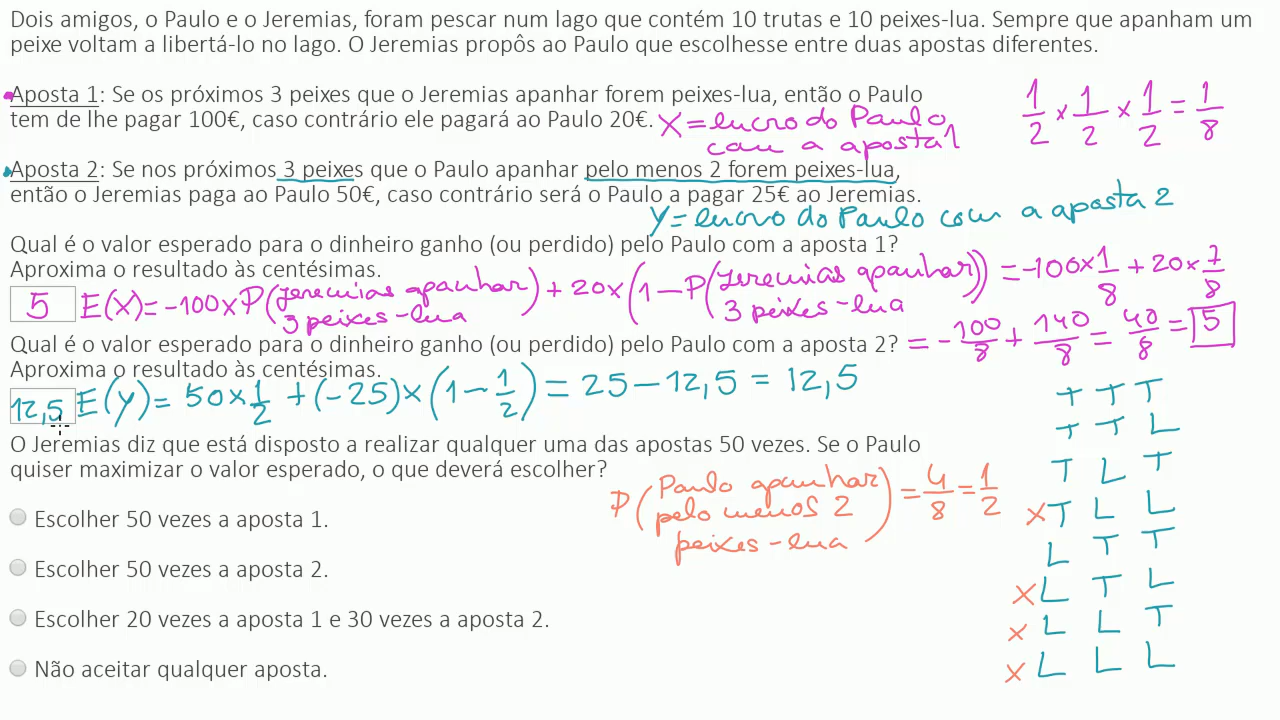 Dois amigos, o Paulo e o Jeremias, foram pescar num lago que contém 10 trutas e 10 peixes-lua. Sempre que apanham um
peixe voltam a libertá-lo no lago. O Jeremias propôs ao Paulo que escolhesse entre duas apostas diferentes.
Aposta 1: Se os próximos 3 peixes que o Jeremias apanhar forem peixes-lua, então o Paulo
tem de lhe pagar 100€, caso contrário ele pagará ao Paulo 20€.
X = lucro do Paulo
com a aposta 1
1/2 × 1/2 × 1/2 = 1/8
Aposta 2: Se nos próximos 3 peixes que o Paulo apanhar pelo menos 2 forem peixes-lua,
então o Jeremias paga ao Paulo 50€, caso contrário será o Paulo a pagar 25€ ao Jeremias.
Y = lucro do Paulo com a aposta 2
Qual é o valor esperado para o dinheiro ganho (ou perdido) pelo Paulo com a aposta 1?
Aproxima o resultado às centésimas.
5 E(X) = -100 × P(Jeremias apanhar 3 peixes-lua) + 20 × (1 - P(Jeremias apanhar 3 peixes-lua)) = -100 × 1/8 + 20 × 7/8
= - 100/8 + 140/8 = 40/8 = 5
Qual é o valor esperado para o dinheiro ganho (ou perdido) pelo Paulo com a aposta 2?
Aproxima o resultado às centésimas.
12,5 E(Y) = 50 × 1/2 + (-25) × (1 - 1/2) = 25 - 12,5 = 12,5
O Jeremias diz que está disposto a realizar qualquer uma das apostas 50 vezes. Se o Paulo
quiser maximizar o valor esperado, o que deverá escolher?
P(Paulo apanhar pelo menos 2 peixes-lua) = 4/8 = 1/2
Escolher 50 vezes a aposta 1.
Escolher 50 vezes a aposta 2.
Escolher 20 vezes a aposta 1 e 30 vezes a aposta 2.
Não aceitar qualquer aposta.
T T T
T T L
T L T
X T L L
L T T
X L T L
X L L T
X L L L